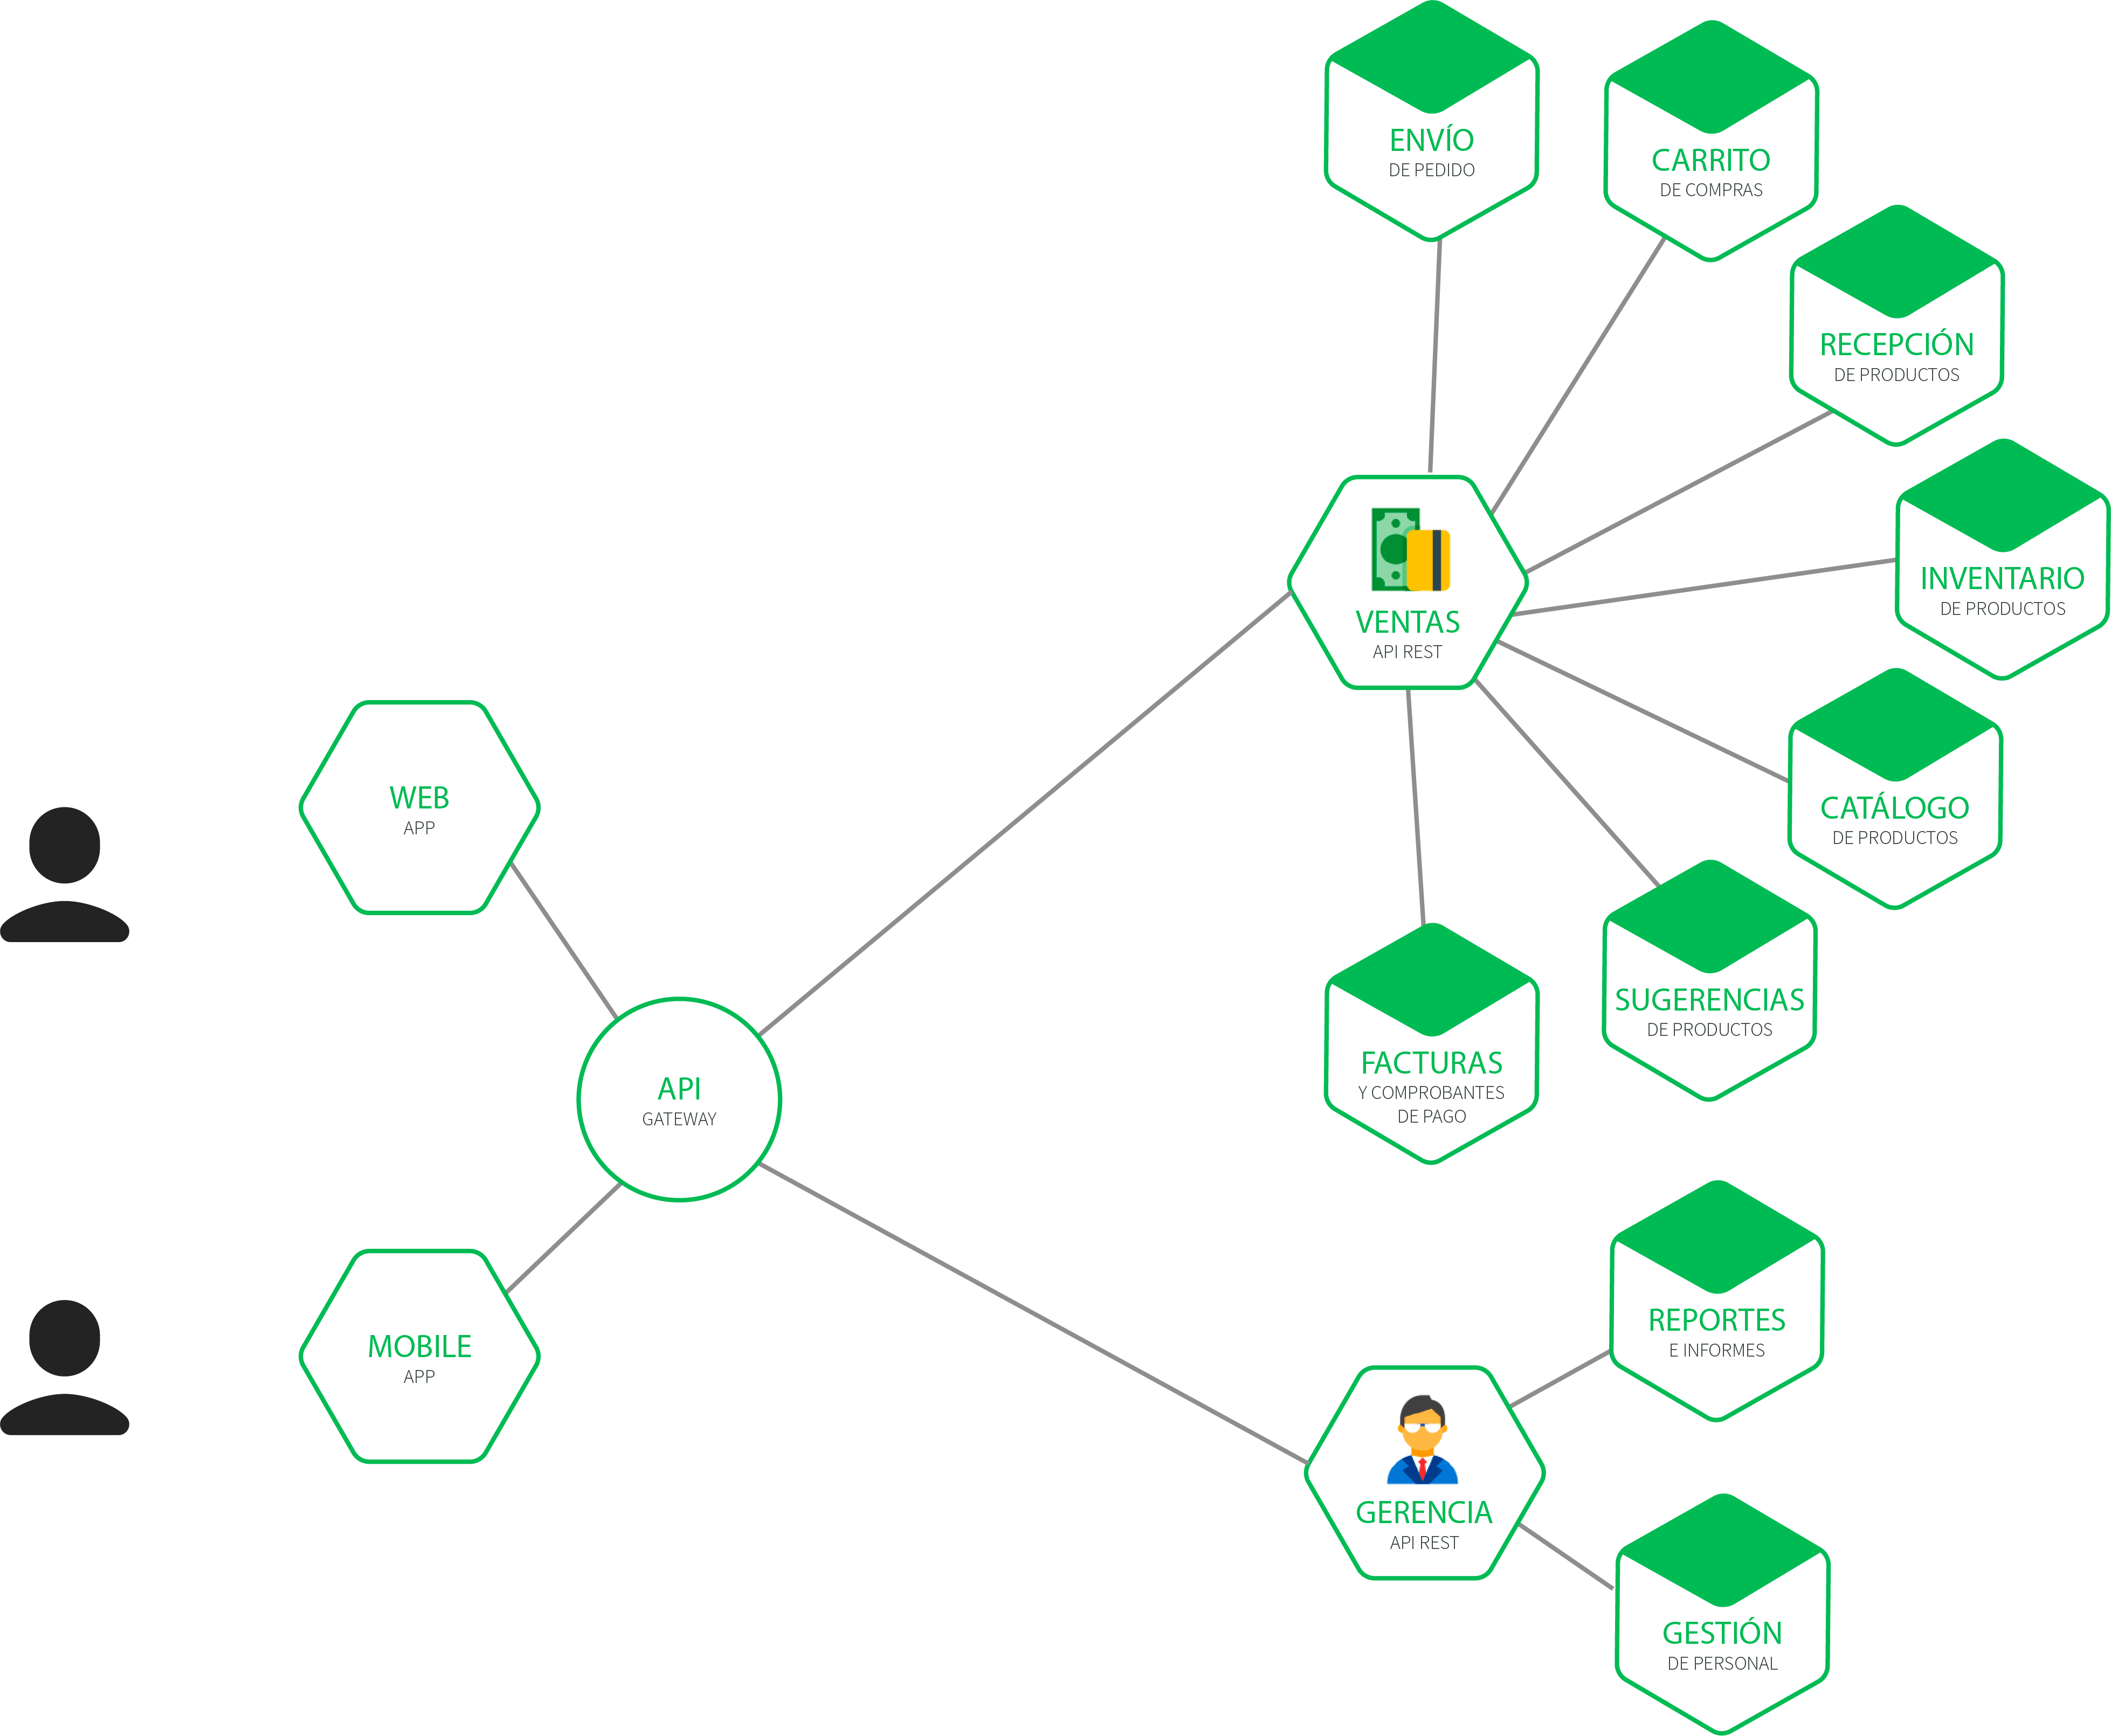 ENVÍO
DE PEDIDO
CARRITO
DE COMPRAS
RECEPCIÓN
DE PRODUCTOS
INVENTARIO
DE PRODUCTOS
VENTAS
API REST
CATÁLOGO
DE PRODUCTOS
WEB
APP
SUGERENCIAS
DE PRODUCTOS
FACTURAS
Y COMPROBANTES
DE PAGO
API
GATEWAY
MOBILE
APP
REPORTES
E INFORMES
GERENCIA
API REST
GESTIÓN
DE PERSONAL